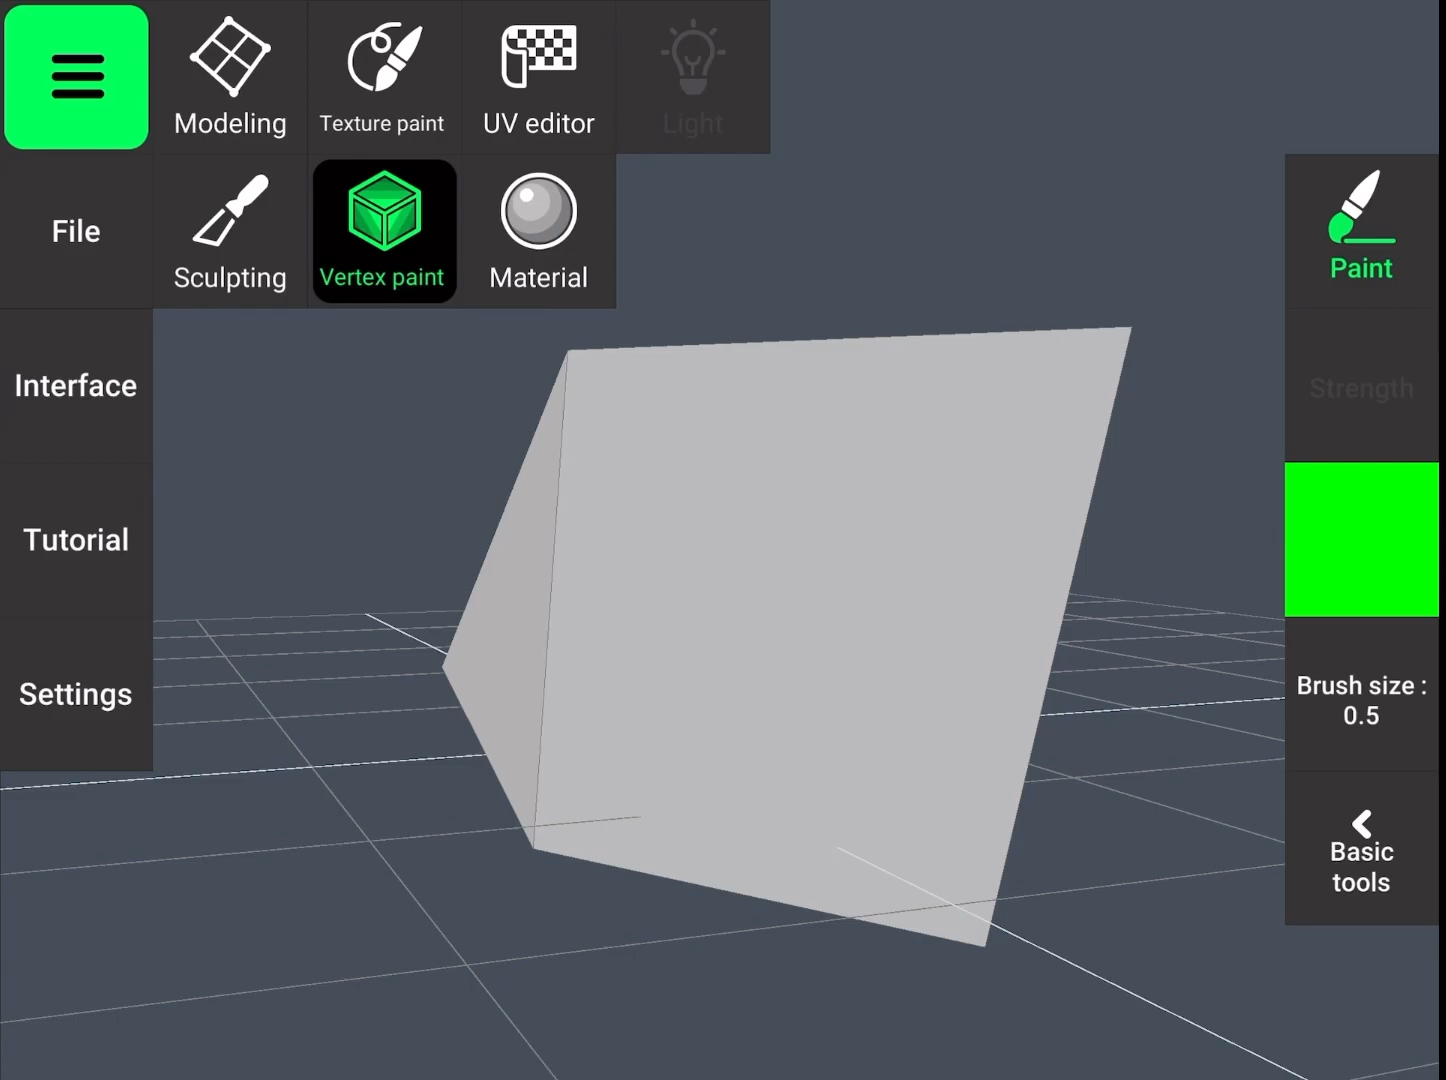 Modeling
Texture paint
UV editor
Light
File
Sculpting
Vertex paint
Material
Paint
Interface
Strength
Tutorial
Settings
Brush size :
0.5
Basic
tools